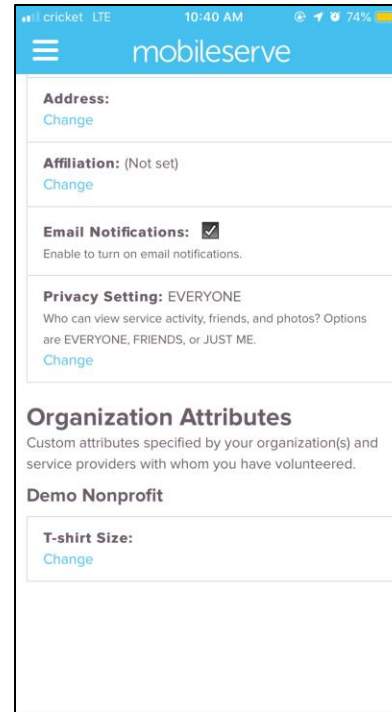 cricket LTE 10:40 AM 74%
mobileserve
Address:
Change
Affiliation: (Not set)
Change
Email Notifications:
Enable to turn on email notifications.
Privacy Setting: EVERYONE
Who can view service activity, friends, and photos? Options
are EVERYONE, FRIENDS, or JUST ME.
Change
Organization Attributes
Custom attributes specified by your organization(s) and
service providers with whom you have volunteered.
Demo Nonprofit
T-shirt Size:
Change